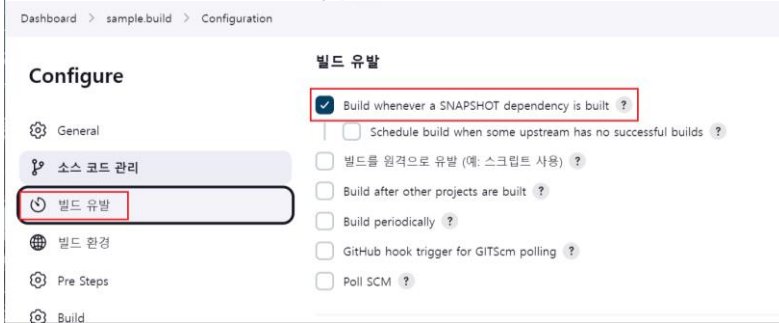 Dashboard > sample.build > Configuration
Configure
General
소스 코드 관리
빌드 유발
빌드 환경
Pre Steps
Build
빌드 유발
Build whenever a SNAPSHOT dependency is built ?
Schedule build when some upstream has no successful builds ?
빌드를 원격으로 유발 (예: 스크립트 사용) ?
Build after other projects are built ?
Build periodically ?
GitHub hook trigger for GITScm polling ?
Poll SCM ?